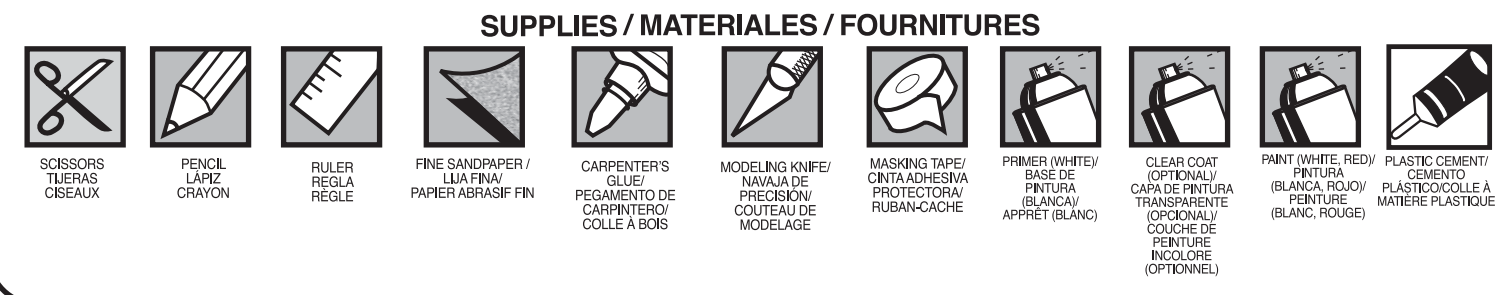 SUPPLIES / MATERIALES / FOURNITURES
SCISSORS
TIJERAS
CISEAUX
PENCIL
LÁPIZ
CRAYON
RULER
REGLA
RÈGLE
FINE SANDPAPER /
LIJA FINA/
PAPIER ABRASIF FIN
CARPENTER'S
GLUE/
PEGAMENTO DE
CARPINTERO/
COLLE À BOIS
MODELING KNIFE/
NAVAJA DE
PRECISIÓN/
COUTEAU DE
MODELAGE
MASKING TAPE/
CINTA ADHESIVA
PROTECTORA/
RUBAN-CACHE
PRIMER (WHITE)/
BASE DE
PINTURA
(BLANCA)/
APPRÊT (BLANC)
CLEAR COAT
(OPTIONAL)/
CAPA DE PINTURA
TRANSPARENTE
(OPCIONAL)/
COUCHE DE
PEINTURE
INCOLORE
(OPTIONNEL)
PAINT (WHITE, RED)/
PINTURA
(BLANCA, ROJO)/
PEINTURE
(BLANC, ROUGE)
PLASTIC CEMENT/
CEMENTO
PLÁSTICO/COLLE À
MATIÈRE PLASTIQUE